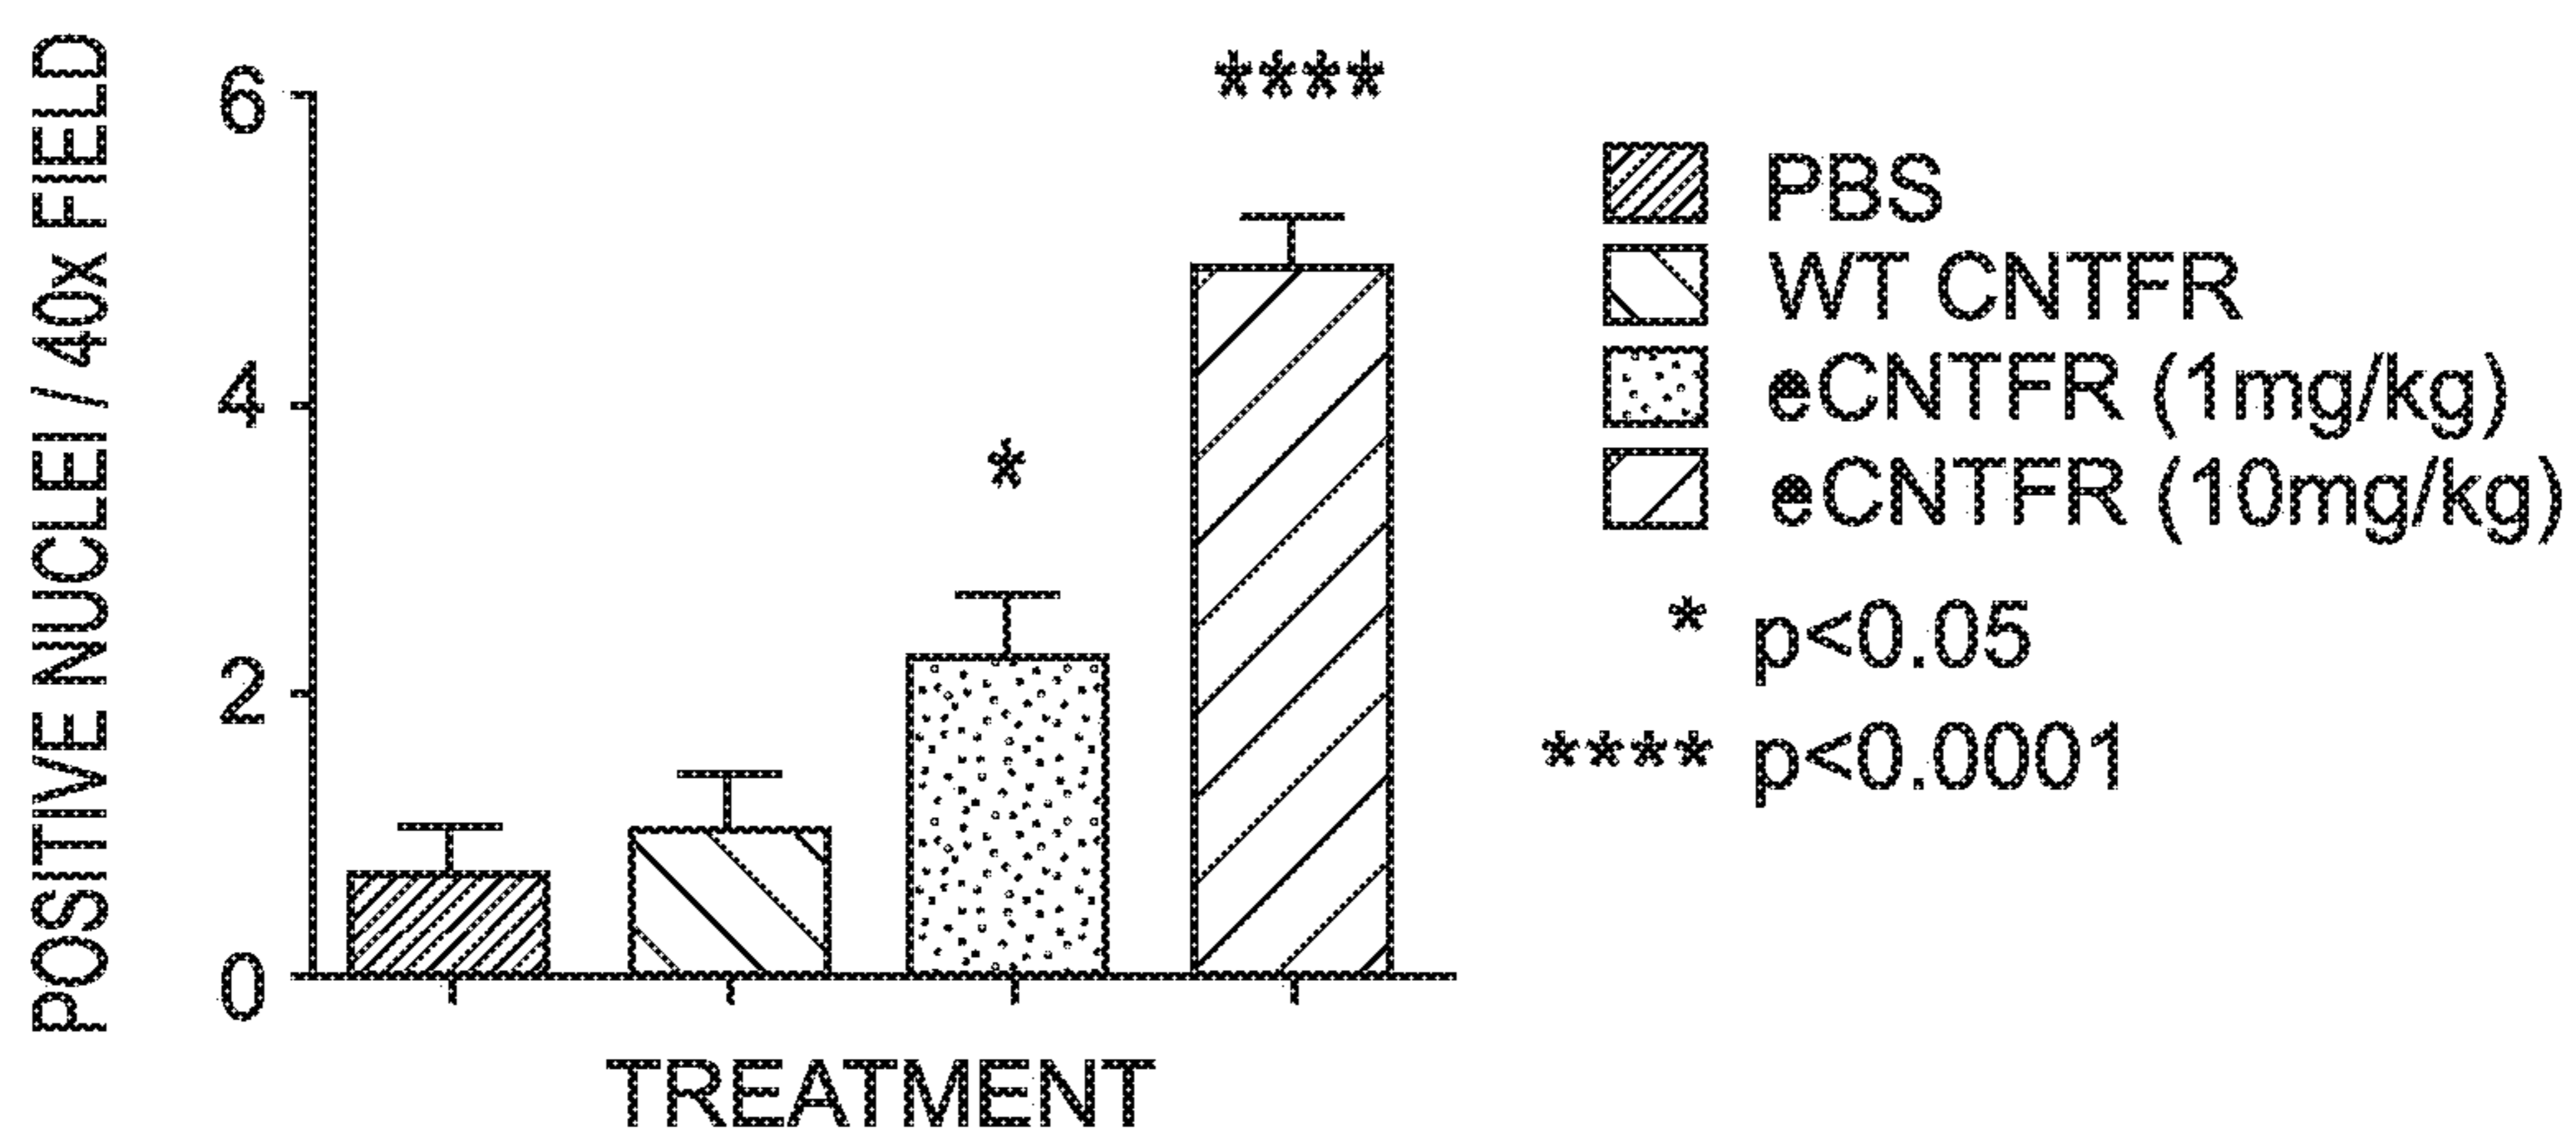 POSITIVE NUCLEI / 40x FIELD
6
4
2
0
****
*
TREATMENT
PBS
WT CNTFR
eCNTFR (1mg/kg)
eCNTFR (10mg/kg)
* p<0.05
**** p<0.0001